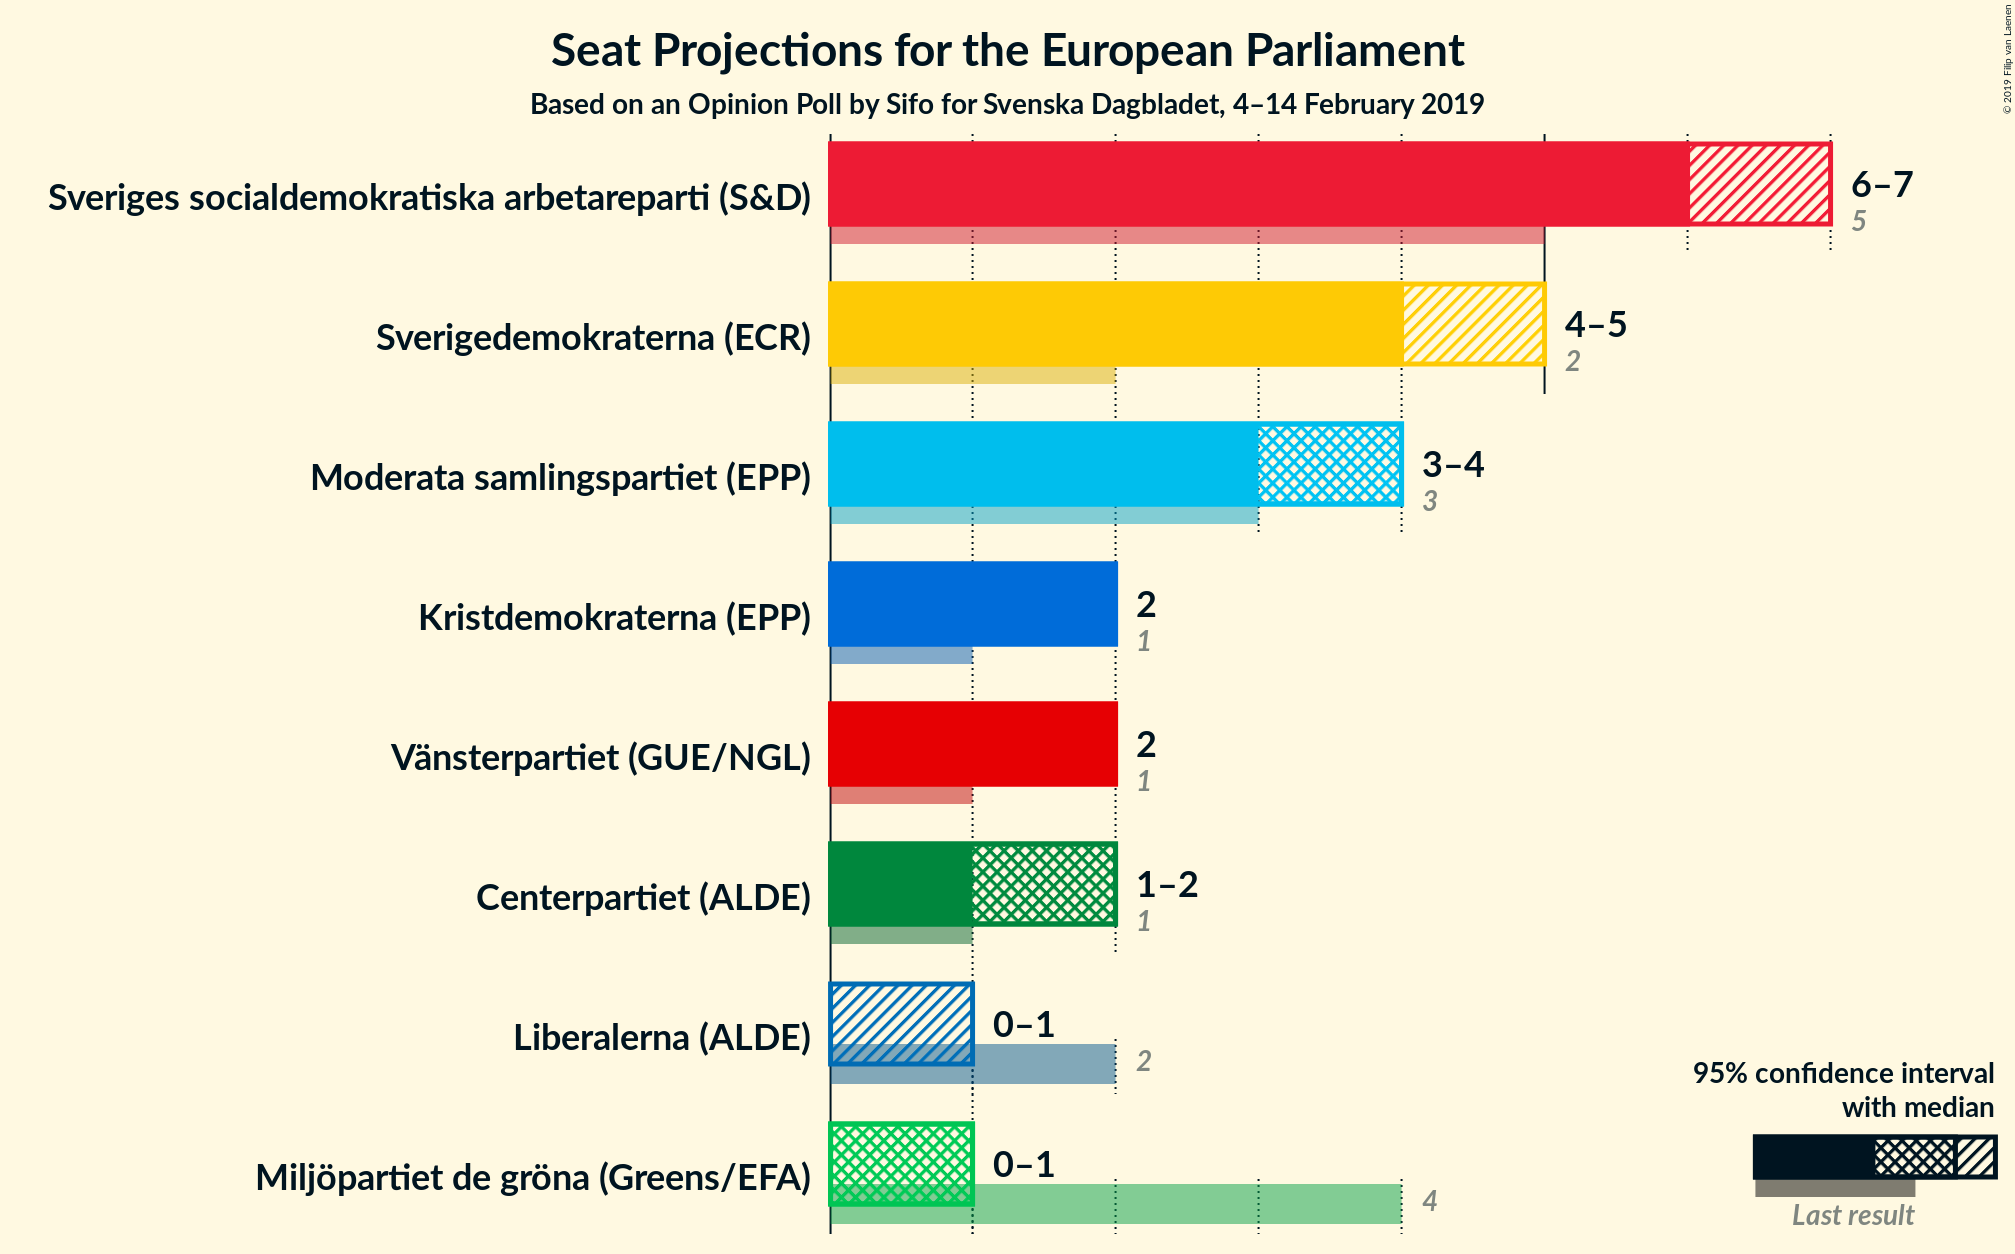 Seat Projections for the European Parliament
Based on an Opinion Poll by Sifo for Svenska Dagbladet, 4–14 February 2019
© 2019 Filip van Laenen
Sveriges socialdemokratiska arbetareparti (S&D)
6–7
5
Sverigedemokraterna (ECR)
4–5
2
Moderata samlingspartiet (EPP)
3–4
3
Kristdemokraterna (EPP)
2
1
Vänsterpartiet (GUE/NGL)
2
1
Centerpartiet (ALDE)
1–2
1
Liberalerna (ALDE)
0–1
2
Miljöpartiet de gröna (Greens/EFA)
0–1
4
95% confidence interval
with median
Last result